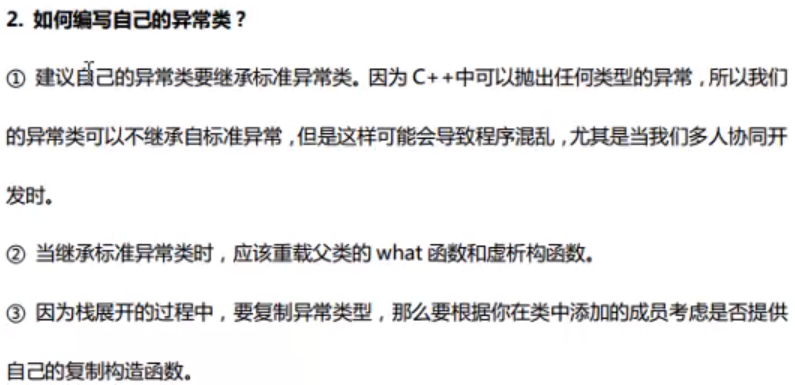 2. 如何编写自己的异常类？
① 建议自己的异常类要继承标准异常类。因为 C++中可以抛出任何类型的异常，所以我们
的异常类可以不继承自标准异常，但是这样可能会导致程序混乱，尤其是当我们多人协同开
发时。
② 当继承标准异常类时，应该重载父类的 what 函数和虚析构函数。
③ 因为栈展开的过程中，要复制异常类型，那么要根据你在类中添加的成员考虑是否提供
自己的复制构造函数。